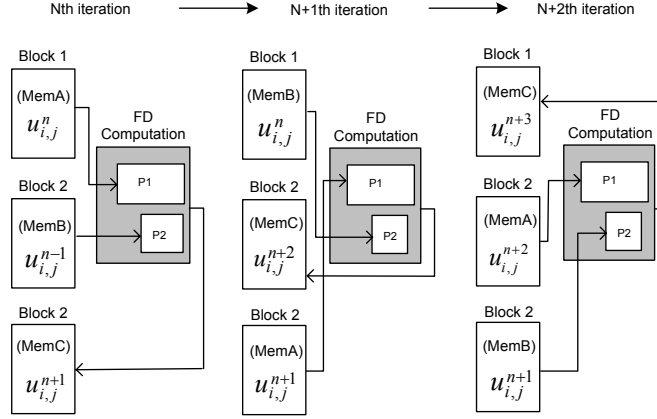 Nth iteration
N+1th iteration
N+2th iteration
Block 1
(MemA)
u^n_{i,j}
Block 2
(MemB)
u^{n-1}_{i,j}
Block 2
(MemC)
u^{n+1}_{i,j}
FD
Computation
P1
P2
Block 1
(MemB)
u^n_{i,j}
Block 2
(MemC)
u^{n+2}_{i,j}
Block 2
(MemA)
u^{n+1}_{i,j}
FD
Computation
P1
P2
Block 1
(MemC)
u^{n+3}_{i,j}
Block 2
(MemA)
u^{n+2}_{i,j}
Block 2
(MemB)
u^{n+1}_{i,j}
FD
Computation
P1
P2